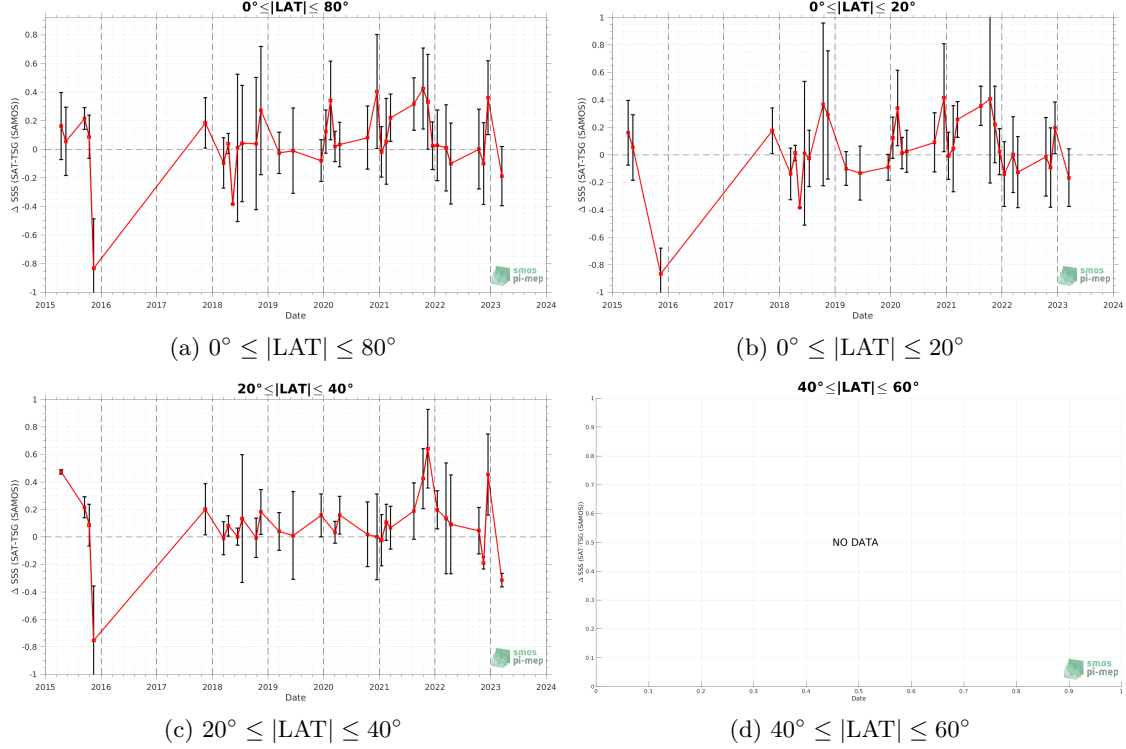 0°≤|LAT|≤ 80°
Δ SSS (SAT-TSG (SAMOS))
0.8
0.6
0.4
0.2
0
-0.2
-0.4
-0.6
-0.8
-1
2015 2016 2017 2018 2019 2020 2021 2022 2023 2024
Date
smos
pi-mep
(a) 0° ≤ |LAT| ≤ 80°
0°≤|LAT|≤ 20°
Δ SSS (SAT-TSG (SAMOS))
1
0.8
0.6
0.4
0.2
0
-0.2
-0.4
-0.6
-0.8
-1
2015 2016 2017 2018 2019 2020 2021 2022 2023 2024
Date
smos
pi-mep
(b) 0° ≤ |LAT| ≤ 20°
20°≤|LAT|≤ 40°
Δ SSS (SAT-TSG (SAMOS))
1
0.8
0.6
0.4
0.2
0
-0.2
-0.4
-0.6
-0.8
-1
2015 2016 2017 2018 2019 2020 2021 2022 2023 2024
Date
smos
pi-mep
(c) 20° ≤ |LAT| ≤ 40°
40°≤|LAT|≤ 60°
Δ SSS (SAT-TSG (SAMOS))
1
0.9
0.8
0.7
0.6
0.5
0.4
0.3
0.2
0.1
0
NO DATA
0 0.1 0.2 0.3 0.4 0.5 0.6 0.7 0.8 0.9 1
Date
smos
pi-mep
(d) 40° ≤ |LAT| ≤ 60°